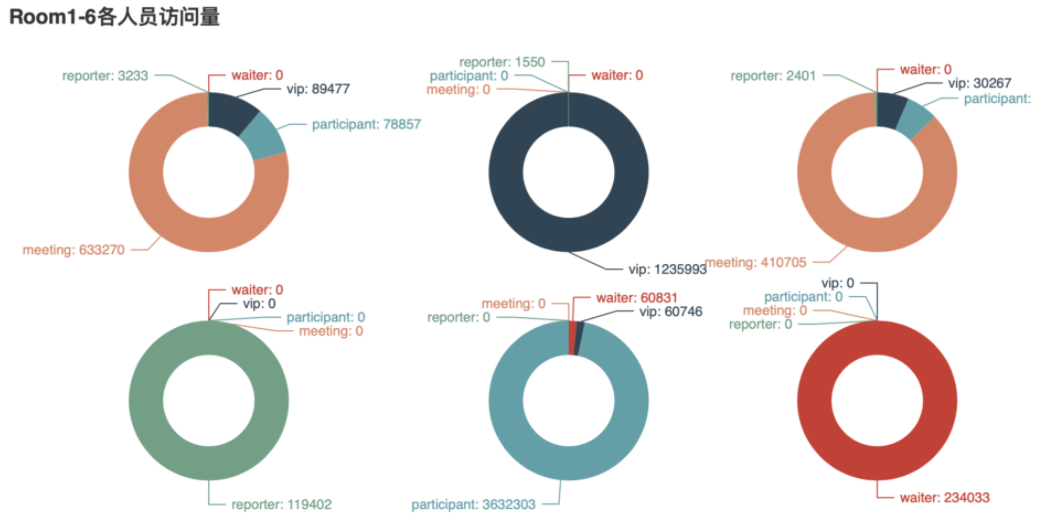 Room1-6各人员访问量
reporter: 3233
waiter: 0
vip: 89477
participant: 78857
meeting: 633270
reporter: 1550
participant: 0
meeting: 0
waiter: 0
vip: 1235993
reporter: 2401
waiter: 0
vip: 30267
participant:
meeting: 410705
waiter: 0
vip: 0
participant: 0
meeting: 0
reporter: 119402
meeting: 0
reporter: 0
waiter: 60831
vip: 60746
participant: 3632303
vip: 0
participant: 0
meeting: 0
reporter: 0
waiter: 234033